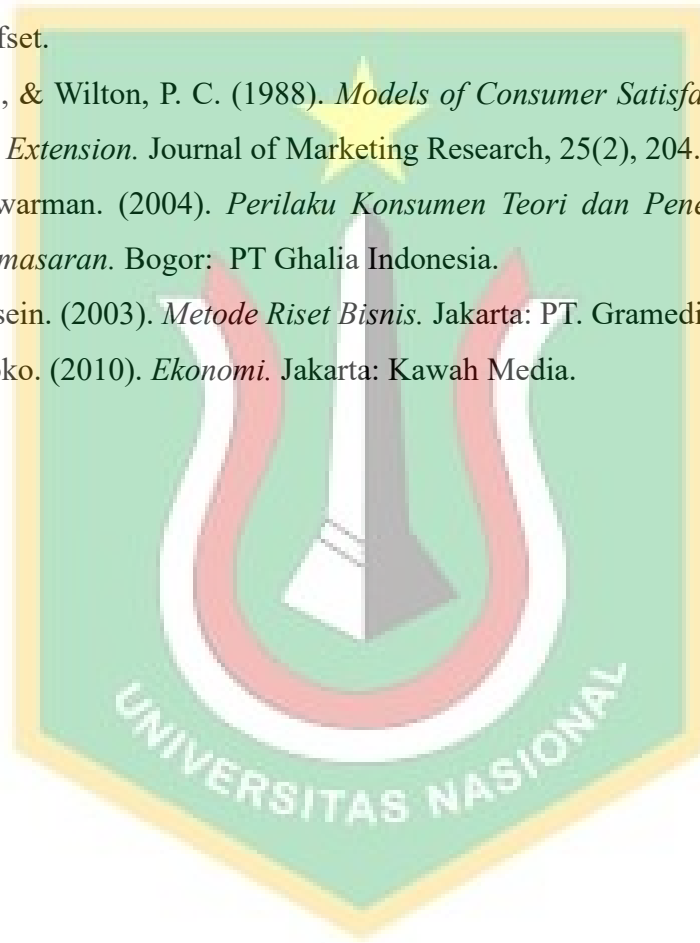 fset.
, & Wilton, P. C. (1988). Models of Consumer Satisfa
Extension. Journal of Marketing Research, 25(2), 204.
warman. (2004). Perilaku Konsumen Teori dan Pene
masaran. Bogor: PT Ghalia Indonesia.
sein. (2003). Metode Riset Bisnis. Jakarta: PT. Gramedi
oko. (2010). Ekonomi. Jakarta: Kawah Media.
UNIVERSITAS NASIONAL